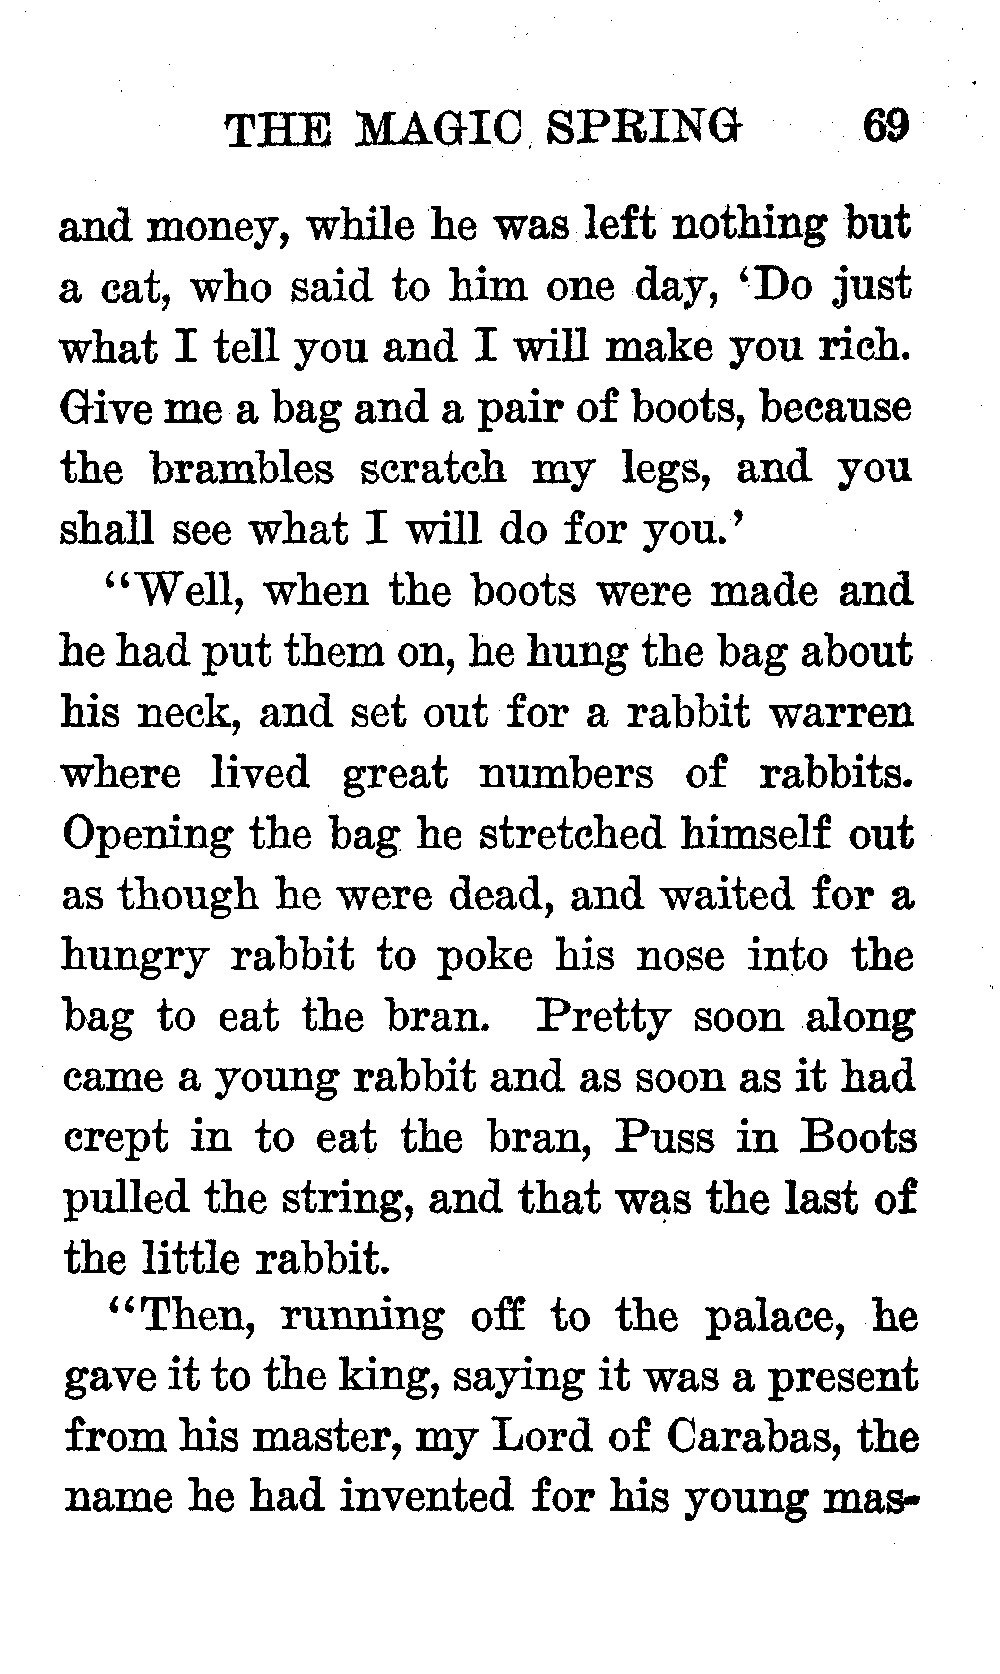 THE MAGIC SPRING 69
and money, while he was left nothing but
a cat, who said to him one day, ‘Do just
what I tell you and I will make you rich.
Give me a bag and a pair of boots, because
the brambles scratch my legs, and you
shall see what I will do for you.’
“Well, when the boots were made and
he had put them on, he hung the bag about
his neck, and set out for a rabbit warren
where lived great numbers of rabbits.
Opening the bag he stretched himself out
as though he were dead, and waited for a
hungry rabbit to poke his nose into the
bag to eat the bran. Pretty soon along
came a young rabbit and as soon as it had
crept in to eat the bran, Puss in Boots
pulled the string, and that was the last of
the little rabbit.
“Then, running off to the palace, he
gave it to the king, saying it was a present
from his master, my Lord of Carabas, the
name he had invented for his young mas-